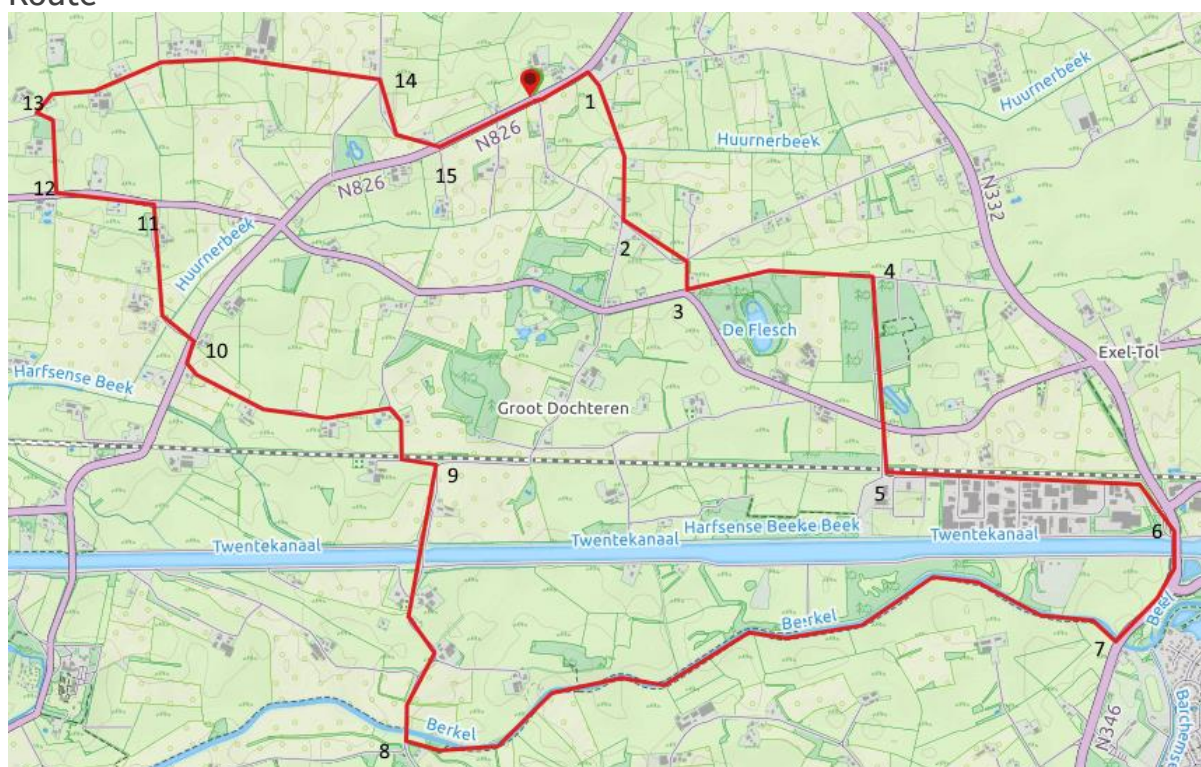 Route
1
2
3
4
5
6
7
8
9
10
11
12
13
14
15
N826
N826
N332
N346
Huurnerbeek
Huurnerbeek
Huurnerbeek
De Flesch
Exel-Tol
Groot Dochteren
Harfsense Beek
Harfsense Beeke Beek
Twentekanaal
Twentekanaal
Twentekanaal
Berkel
Berkel